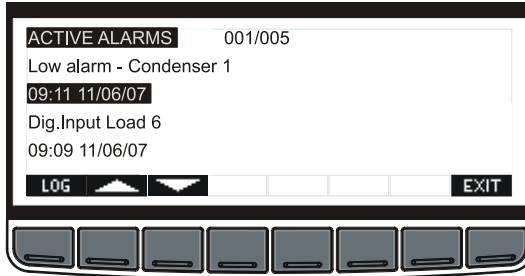 ACTIVE ALARMS 001/005
Low alarm - Condenser 1
09:11 11/06/07
Dig.Input Load 6
09:09 11/06/07
LOG EXIT